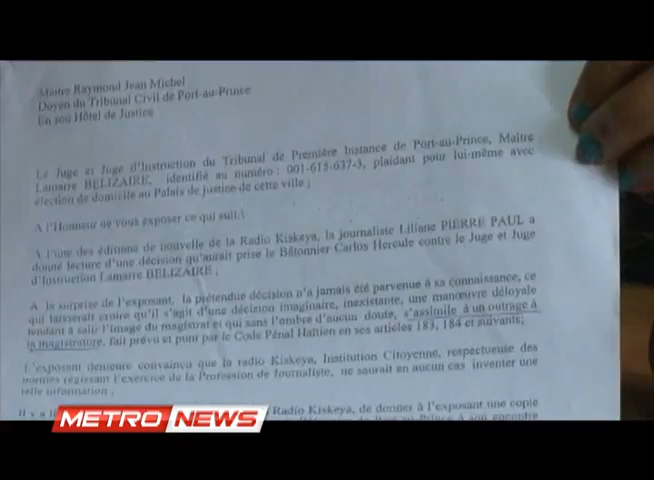 Maître Raymond Jean Michel
Doyen du Tribunal Civil de Port-au-Prince
En son Hôtel de Justice
Le Juge et Juge d'Instruction du Tribunal de Première Instance de Port-au-Prince, Maître
Lamarre BELIZAIRE, identifié au numéro : 001-615-637-3, plaidant pour lui-même avec
élection de domicile au Palais de justice de cette ville ;
A l'Honneur de vous exposer ce qui suit:\
A l'une des éditions de nouvelle de la Radio Kiskeya, la journaliste Liliane PIERRE PAUL a
donné lecture d'une décision qu'aurait prise le Bâtonnier Carlos Hercule contre le Juge et Juge
d'Instruction Lamarre BELIZAIRE ;
A la surprise de l'exposant, la prétendue décision n'a jamais été parvenue à sa connaissance, ce
qui laisserait croire qu'il s'agit d'une décision imaginaire, inexistante, une manœuvre déloyale
tendant à salir l'image du magistrat et qui sans l'ombre d'aucun doute, s'assimile à un outrage à
la magistrature, fait prévu et puni par le Code Pénal Haïtien en ses articles 183, 184 et suivants;
L'exposant demeure convaincu que la radio Kiskeya, Institution Citoyenne, respectueuse des
normes régissant l'exercice de la Profession de Journaliste, ne saurait en aucun cas inventer une
telle information ;
Il y a Radio Kiskeya, de donner à l'exposant une copie
de Port-au-Prince à son encontre
METRO NEWS